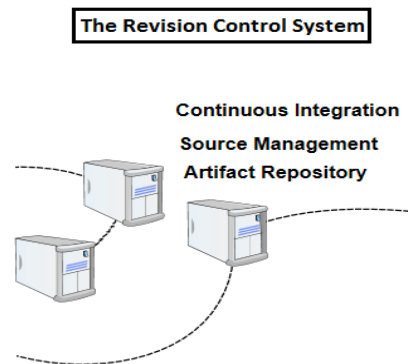 The Revision Control System
Continuous Integration
Source Management
Artifact Repository